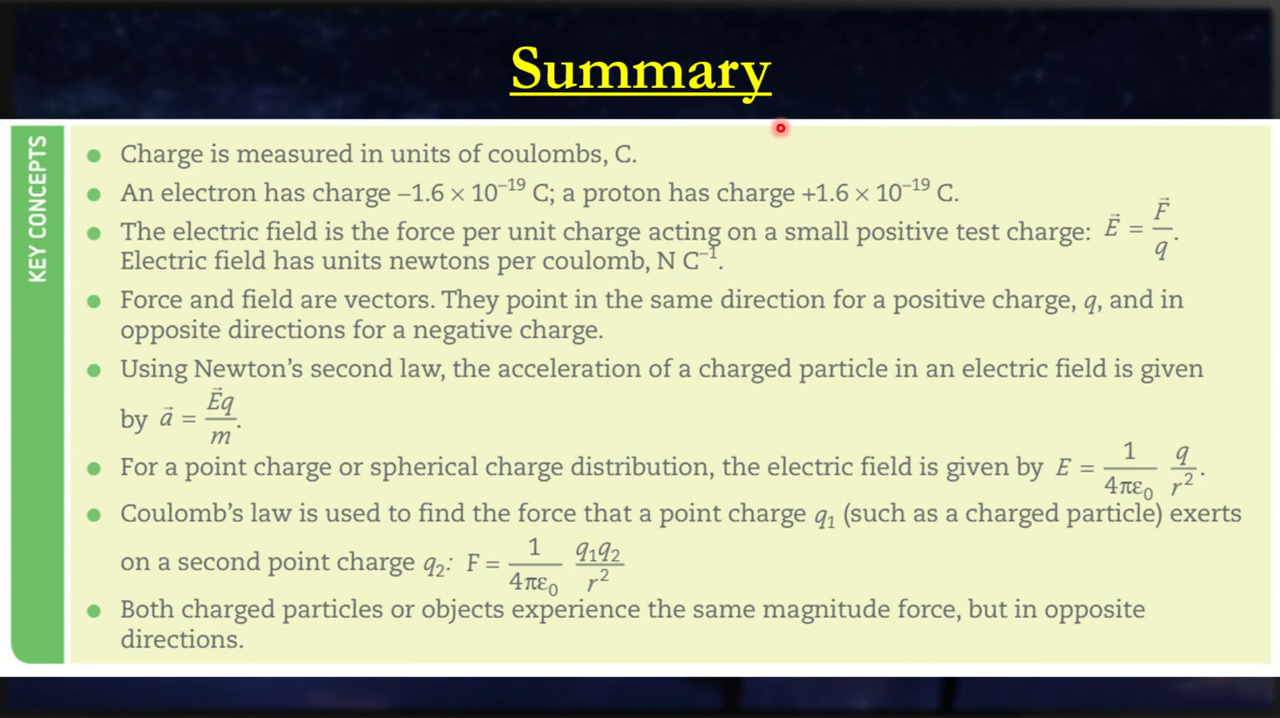 Summary
KEY CONCEPTS
• Charge is measured in units of coulombs, C.
• An electron has charge –1.6 × 10⁻¹⁹ C; a proton has charge +1.6 × 10⁻¹⁹ C.
• The electric field is the force per unit charge acting on a small positive test charge: E⃗ = F⃗/q.
Electric field has units newtons per coulomb, N C⁻¹.
• Force and field are vectors. They point in the same direction for a positive charge, q, and in
opposite directions for a negative charge.
• Using Newton's second law, the acceleration of a charged particle in an electric field is given
by a⃗ = E⃗q/m.
• For a point charge or spherical charge distribution, the electric field is given by E = 1/4πε₀ q/r².
• Coulomb's law is used to find the force that a point charge q₁ (such as a charged particle) exerts
on a second point charge q₂: F = 1/4πε₀ q₁q₂/r²
• Both charged particles or objects experience the same magnitude force, but in opposite
directions.